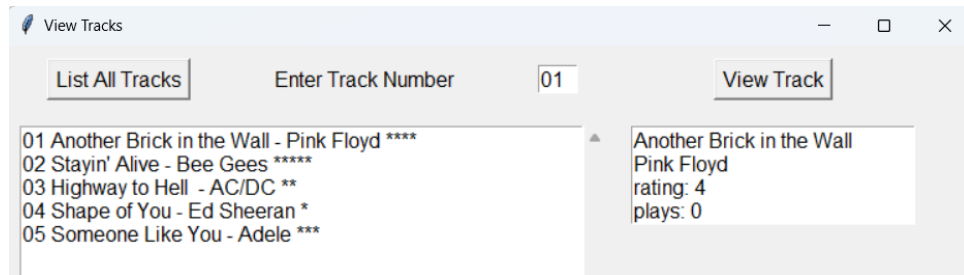 View Tracks
List All Tracks Enter Track Number 01 View Track
01 Another Brick in the Wall - Pink Floyd ****
02 Stayin' Alive - Bee Gees *****
03 Highway to Hell  - AC/DC **
04 Shape of You - Ed Sheeran *
05 Someone Like You - Adele ***
Another Brick in the Wall
Pink Floyd
rating: 4
plays: 0